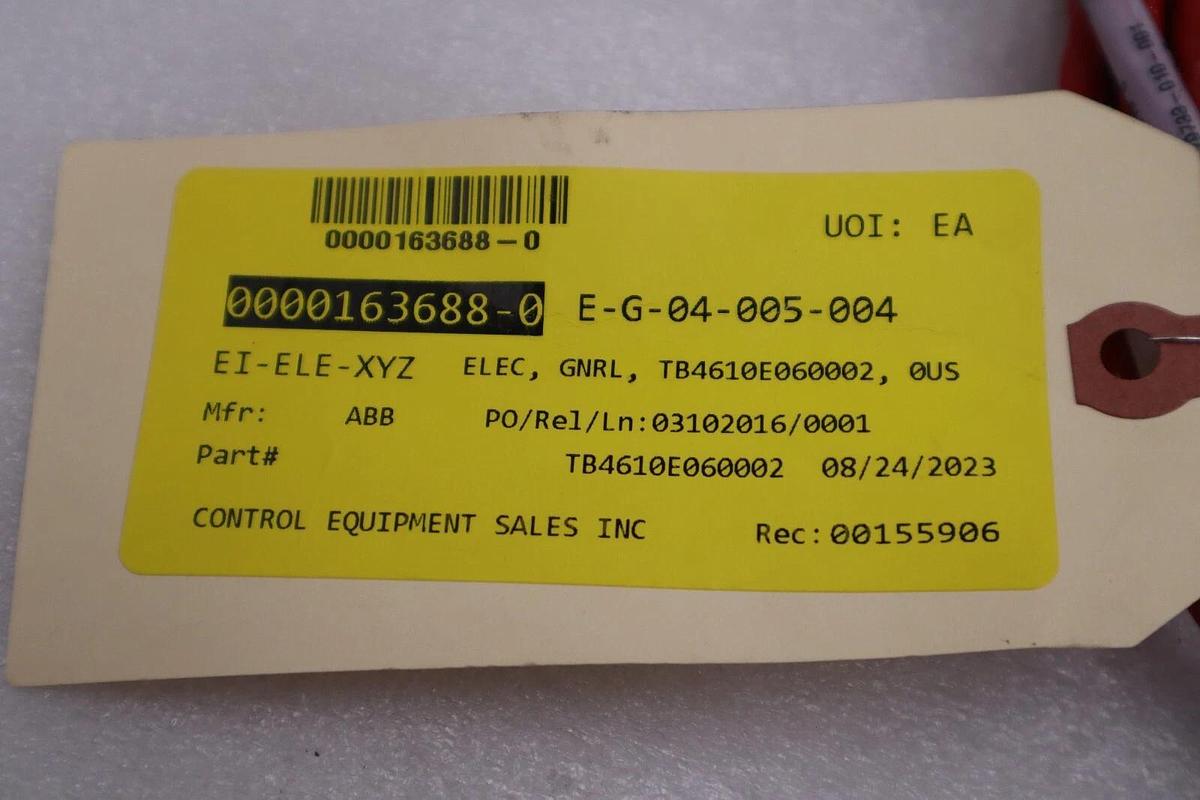 0000163688-0
UOI: EA
0000163688-0 E-G-04-005-004
EI-ELE-XYZ ELEC, GNRL, TB4610E060002, 0US
Mfr: ABB PO/Rel/Ln:03102016/0001
Part# TB4610E060002 08/24/2023
CONTROL EQUIPMENT SALES INC Rec:00155906